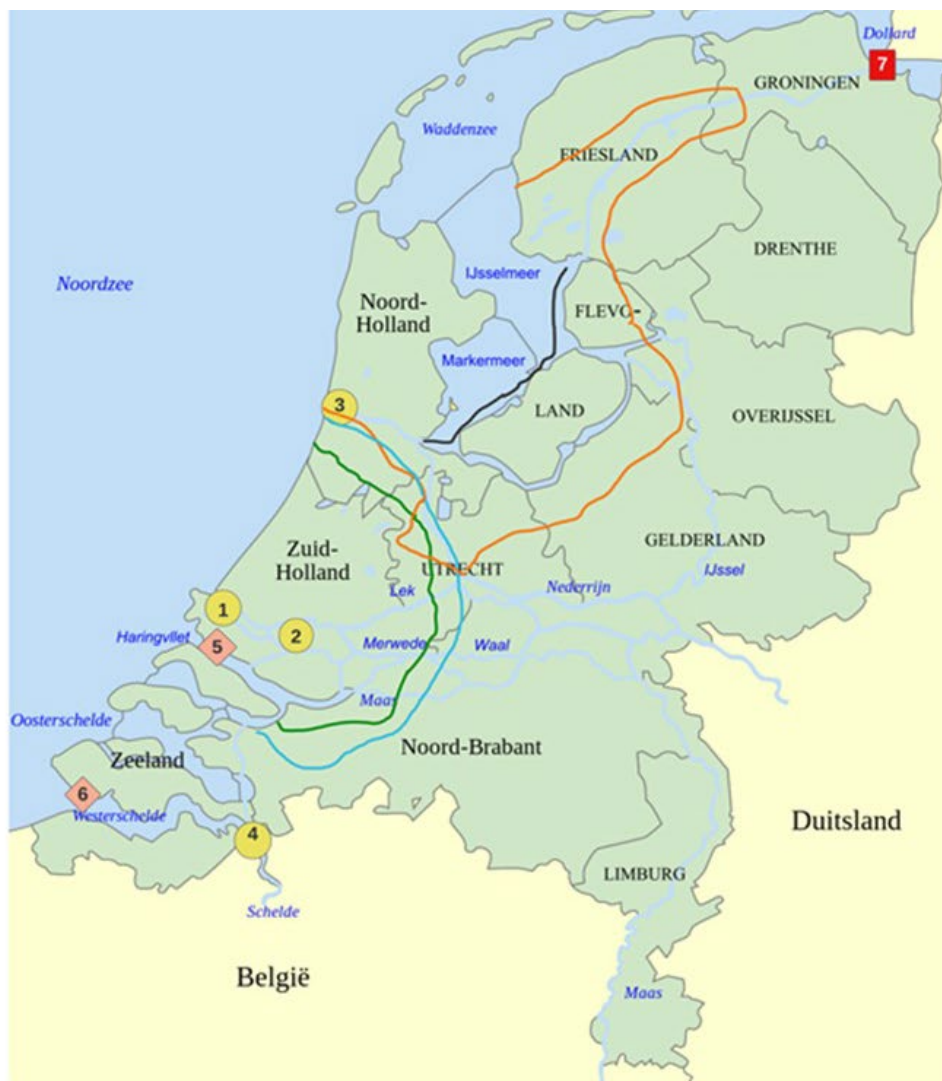 Dollard
7
GRONINGEN
Waddenzee
FRIESLAND
DRENTHE
Noordzee
IJsselmeer
Noord-
Holland
FLEVO-
Markermeer
3
LAND
OVERIJSSEL
Zuid-
Holland
GELDERLAND
UTRECHT
IJssel
Lek
Nederrijn
1
2
Haringvliet
5
Merwede
Waal
Maas
Oosterschelde
Noord-Brabant
Zeeland
6
Westerschelde
4
Duitsland
LIMBURG
Schelde
België
Maas